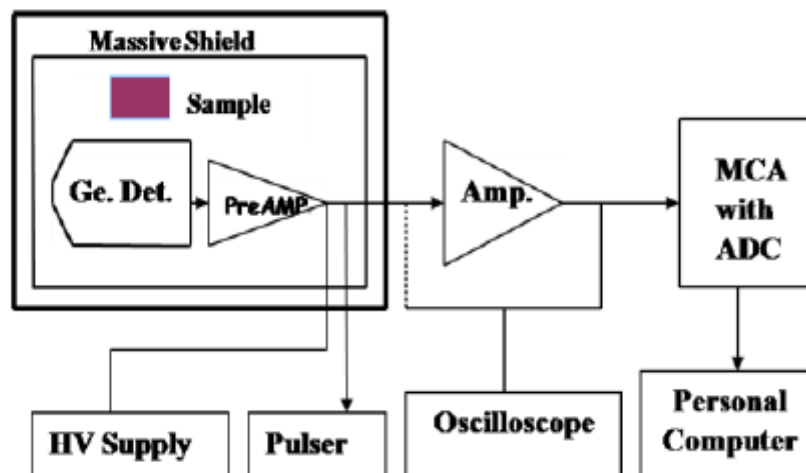 Massive Shield
Sample
Ge. Det.
PreAMP.
Amp.
MCA
with
ADC
HV Supply
Pulser
Oscilloscope
Personal
Computer